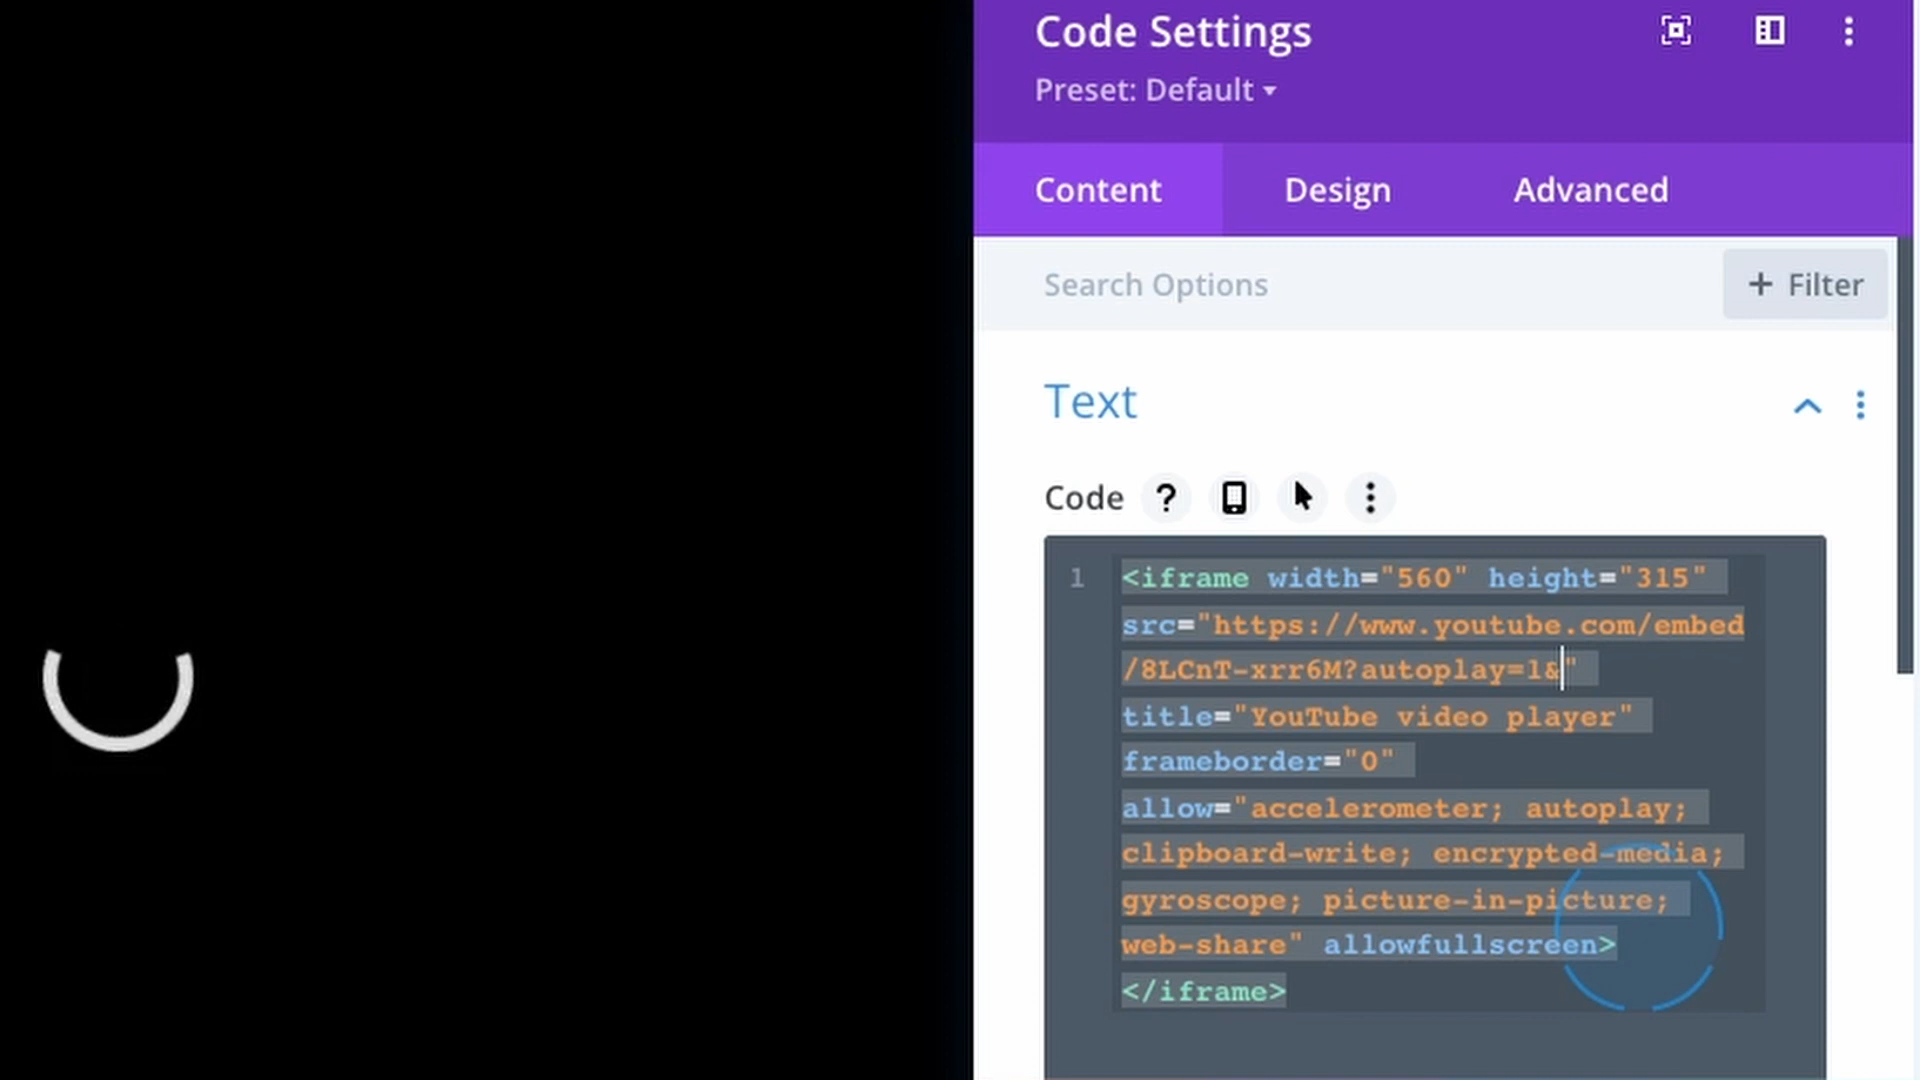 Code Settings
Preset: Default
Content Design Advanced
Search Options + Filter
Text
Code ?
1 <iframe width="560" height="315"
src="https://www.youtube.com/embed
/8LCnT-xrr6M?autoplay=1&"
title="YouTube video player"
frameborder="0"
allow="accelerometer; autoplay;
clipboard-write; encrypted-media;
gyroscope; picture-in-picture;
web-share" allowfullscreen>
</iframe>